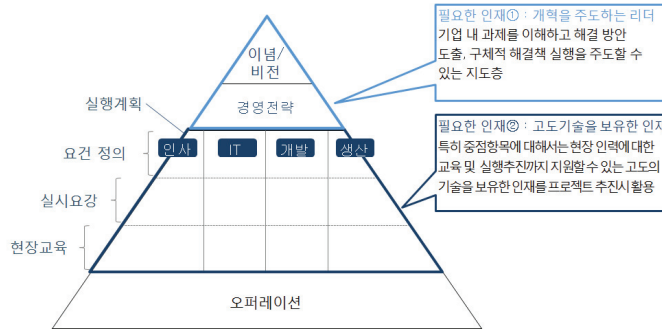 필요한 인재① : 개혁을 주도하는 리더
기업 내 과제를 이해하고 해결 방안
도출, 구체적 해결책 실행을 주도할 수
있는 지도층
이념/
비전
경영전략
실행계획
필요한 인재② : 고도기술을 보유한 인재
특히 중점항목에 대해서는 현장 인력에 대한
교육 및 실행추진까지 지원할 수 있는 고도의
기술을 보유한 인재를 프로젝트 추진시 활용
요건 정의
인사
IT
개발
생산
실시요강
현장교육
오퍼레이션